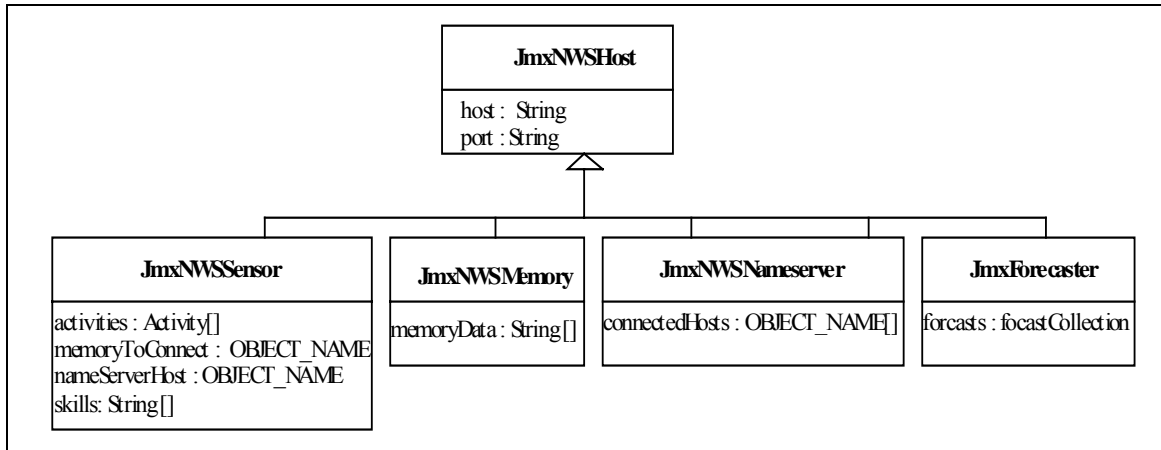 JmxNWSHost
host : String
port : String
JmxNWSSensor
activities : Activity[]
memoryToConnect : OBJECT_NAME
nameServerHost : OBJECT_NAME
skills: String[]
JmxNWSMemory
memoryData : String[]
JmxNWSNameserver
connectedHosts : OBJECT_NAME[]
JmxForecaster
forcasts : focastCollection